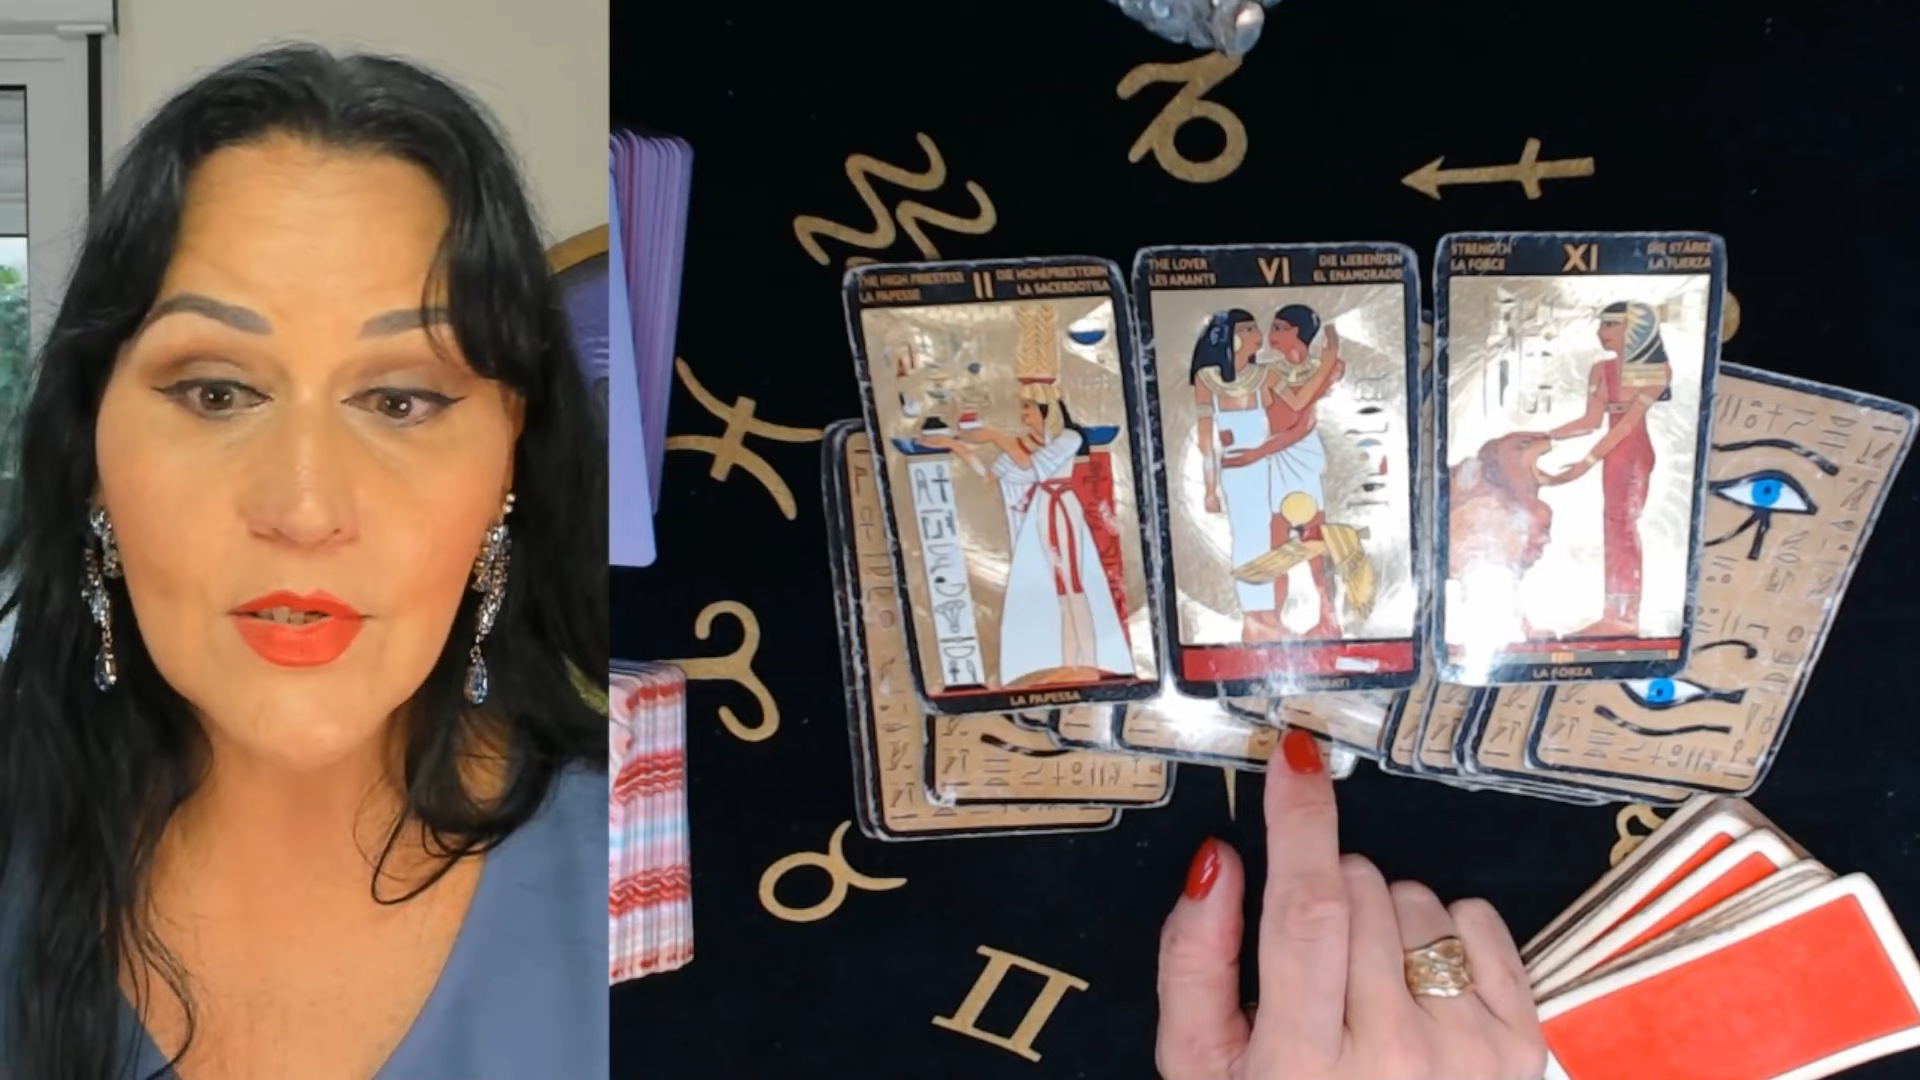 THE HIGH PRIESTESS
LA PAPESSE
II
DIE HOHEPRIESTERIN
LA SACERDOTISA
LA PAPESSA
THE LOVER
LES AMANTS
VI
DIE LIEBENDEN
EL ENAMORADO
STRENGTH
LA FORCE
XI
DIE STÄRKE
LA FUERZA
LA FORZA